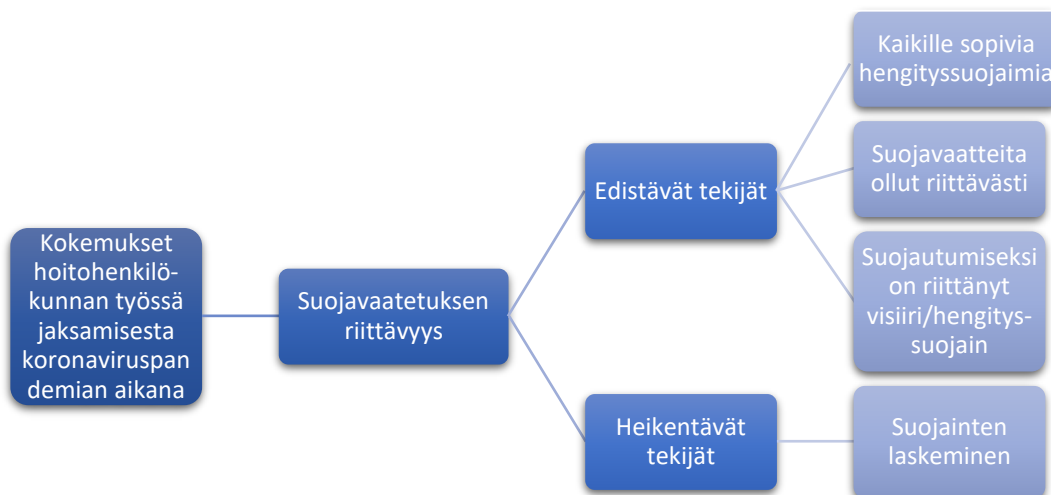 Kokemukset
hoitohenkilö-
kunnan työssä
jaksamisesta
koronaviruspan
demian aikana
Suojavaatetuksen
riittävyys
Edistävät tekijät
Kaikille sopivia
hengityssuojaimia
Suojavaatteita
ollut riittävästi
Suojautumiseksi
on riittänyt
visiiri/hengitys-
suojain
Heikentävät
tekijät
Suojainten
laskeminen